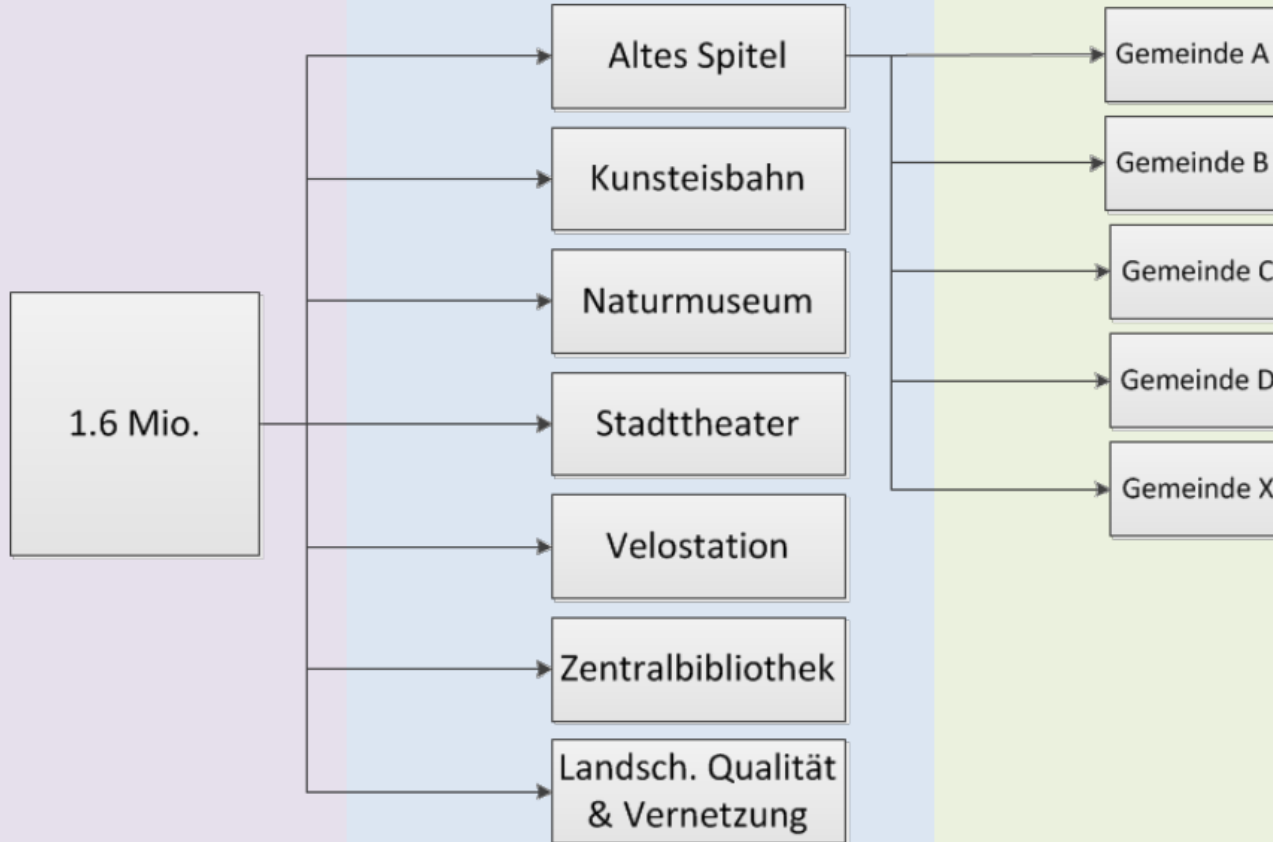 1.6 Mio.
Altes Spitel
Kunsteisbahn
Naturmuseum
Stadttheater
Velostation
Zentralbibliothek
Landsch. Qualität
& Vernetzung
Gemeinde A
Gemeinde B
Gemeinde C
Gemeinde D
Gemeinde X